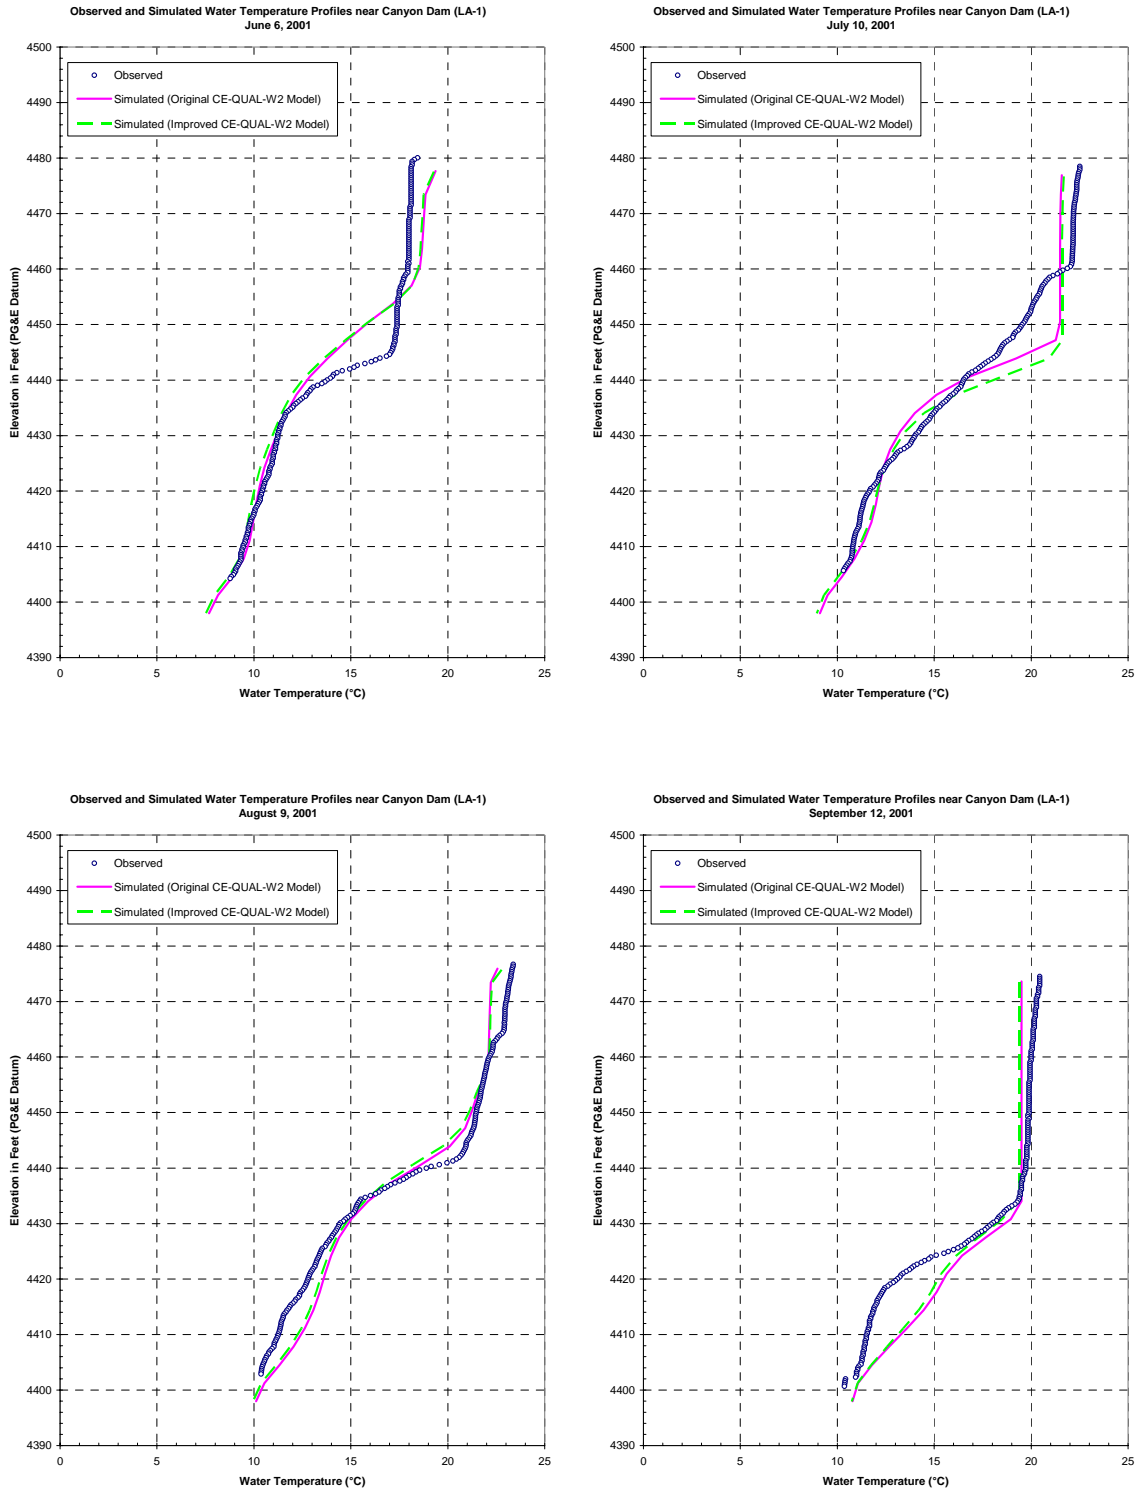 Observed and Simulated Water Temperature Profiles near Canyon Dam (LA-1)
June 6, 2001
4500
4490
4480
4470
4460
4450
4440
4430
4420
4410
4400
4390
0 5 10 15 20 25
Elevation in Feet (PG&E Datum)
Water Temperature (°C)
Observed
Simulated (Original CE-QUAL-W2 Model)
Simulated (Improved CE-QUAL-W2 Model)
Observed and Simulated Water Temperature Profiles near Canyon Dam (LA-1)
July 10, 2001
4500
4490
4480
4470
4460
4450
4440
4430
4420
4410
4400
4390
0 5 10 15 20 25
Elevation in Feet (PG&E Datum)
Water Temperature (°C)
Observed
Simulated (Original CE-QUAL-W2 Model)
Simulated (Improved CE-QUAL-W2 Model)
Observed and Simulated Water Temperature Profiles near Canyon Dam (LA-1)
August 9, 2001
4500
4490
4480
4470
4460
4450
4440
4430
4420
4410
4400
4390
0 5 10 15 20 25
Elevation in Feet (PG&E Datum)
Water Temperature (°C)
Observed
Simulated (Original CE-QUAL-W2 Model)
Simulated (Improved CE-QUAL-W2 Model)
Observed and Simulated Water Temperature Profiles near Canyon Dam (LA-1)
September 12, 2001
4500
4490
4480
4470
4460
4450
4440
4430
4420
4410
4400
4390
0 5 10 15 20 25
Elevation in Feet (PG&E Datum)
Water Temperature (°C)
Observed
Simulated (Original CE-QUAL-W2 Model)
Simulated (Improved CE-QUAL-W2 Model)